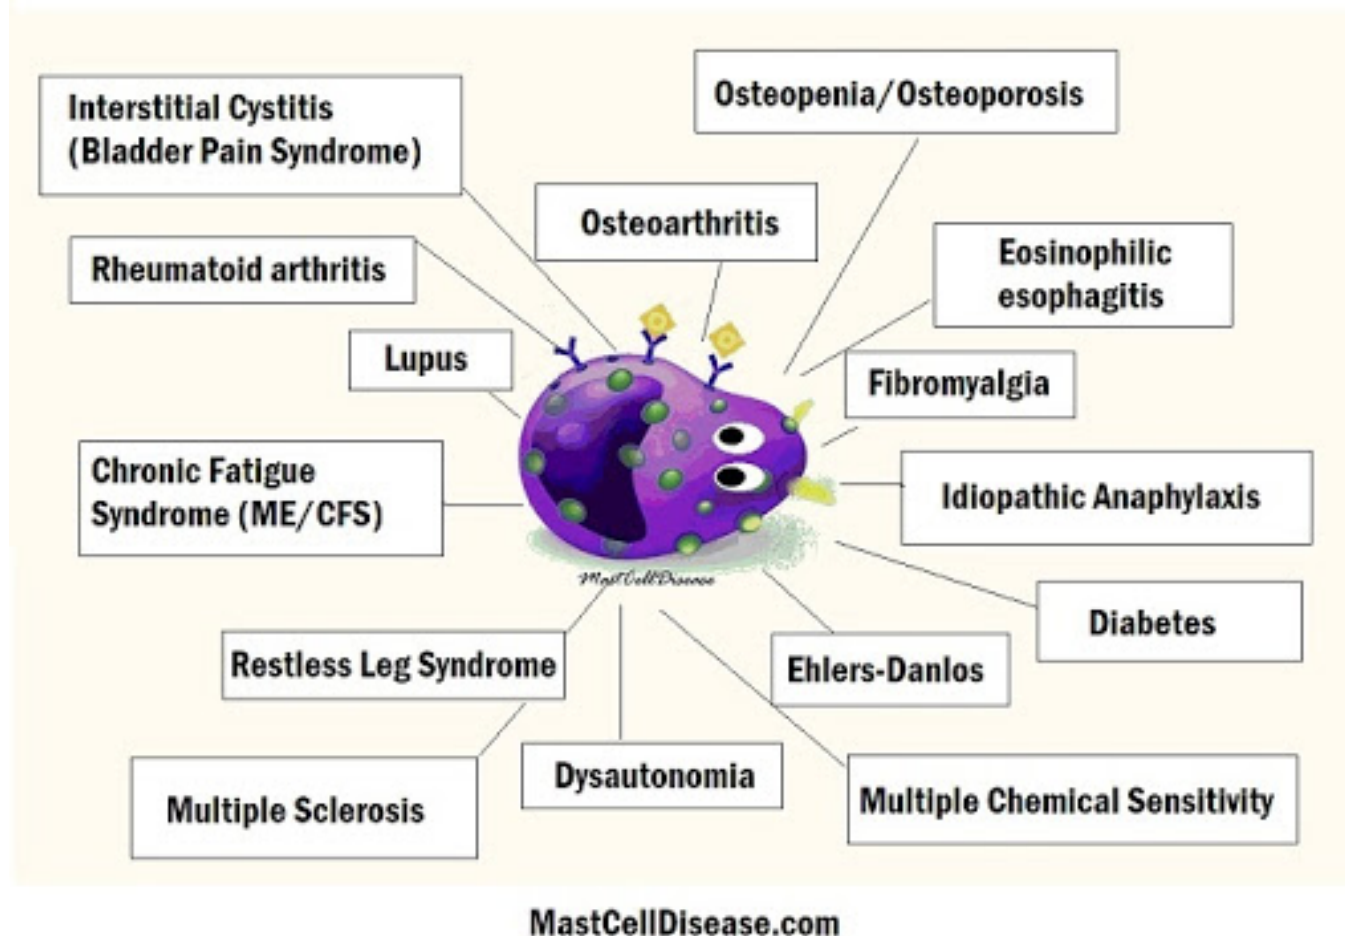 Osteopenia/Osteoporosis
Interstitial Cystitis
(Bladder Pain Syndrome)
Osteoarthritis
Rheumatoid arthritis
Eosinophilic
esophagitis
Lupus
Fibromyalgia
Chronic Fatigue
Syndrome (ME/CFS)
Idiopathic Anaphylaxis
MastCellDisease
Diabetes
Restless Leg Syndrome
Ehlers-Danlos
Dysautonomia
Multiple Sclerosis
Multiple Chemical Sensitivity
MastCellDisease.com